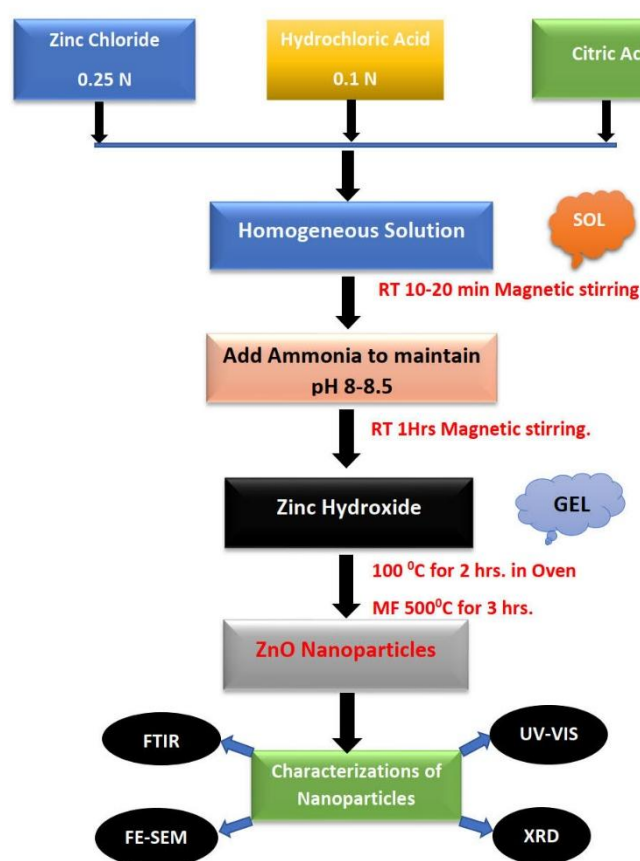 Zinc Chloride
0.25 N
Hydrochloric Acid
0.1 N
Citric Ac
Homogeneous Solution
SOL
RT 10-20 min Magnetic stirring
Add Ammonia to maintain
pH 8-8.5
RT 1Hrs Magnetic stirring.
Zinc Hydroxide
GEL
100 ⁰C for 2 hrs. in Oven
MF 500⁰C for 3 hrs.
ZnO Nanoparticles
FTIR
UV-VIS
Characterizations of
Nanoparticles
FE-SEM
XRD